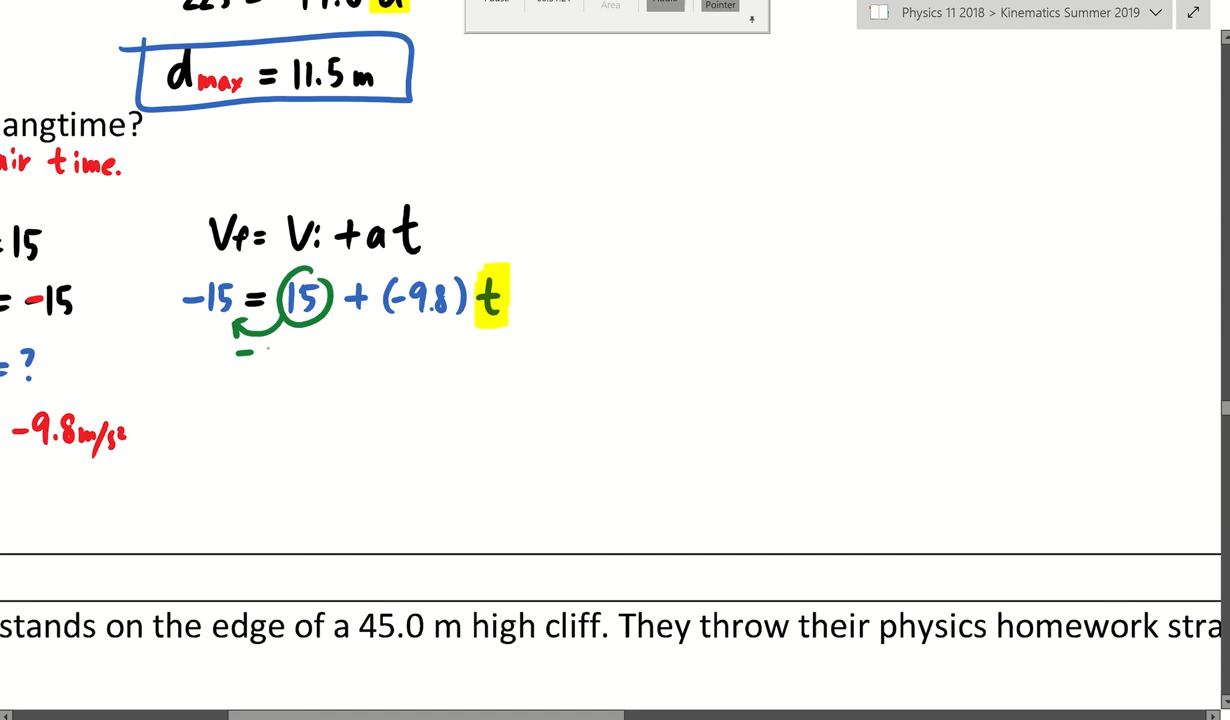 Area
Pointer
Physics 11 2018 > Kinematics Summer 2019
dmax = 11.5 m
angtime?
air time.
= 15
Vf = Vi + at
= -15
-15 = 15 + (-9.8) t
-
= ?
-9.8 m/s²
stands on the edge of a 45.0 m high cliff. They throw their physics homework stra